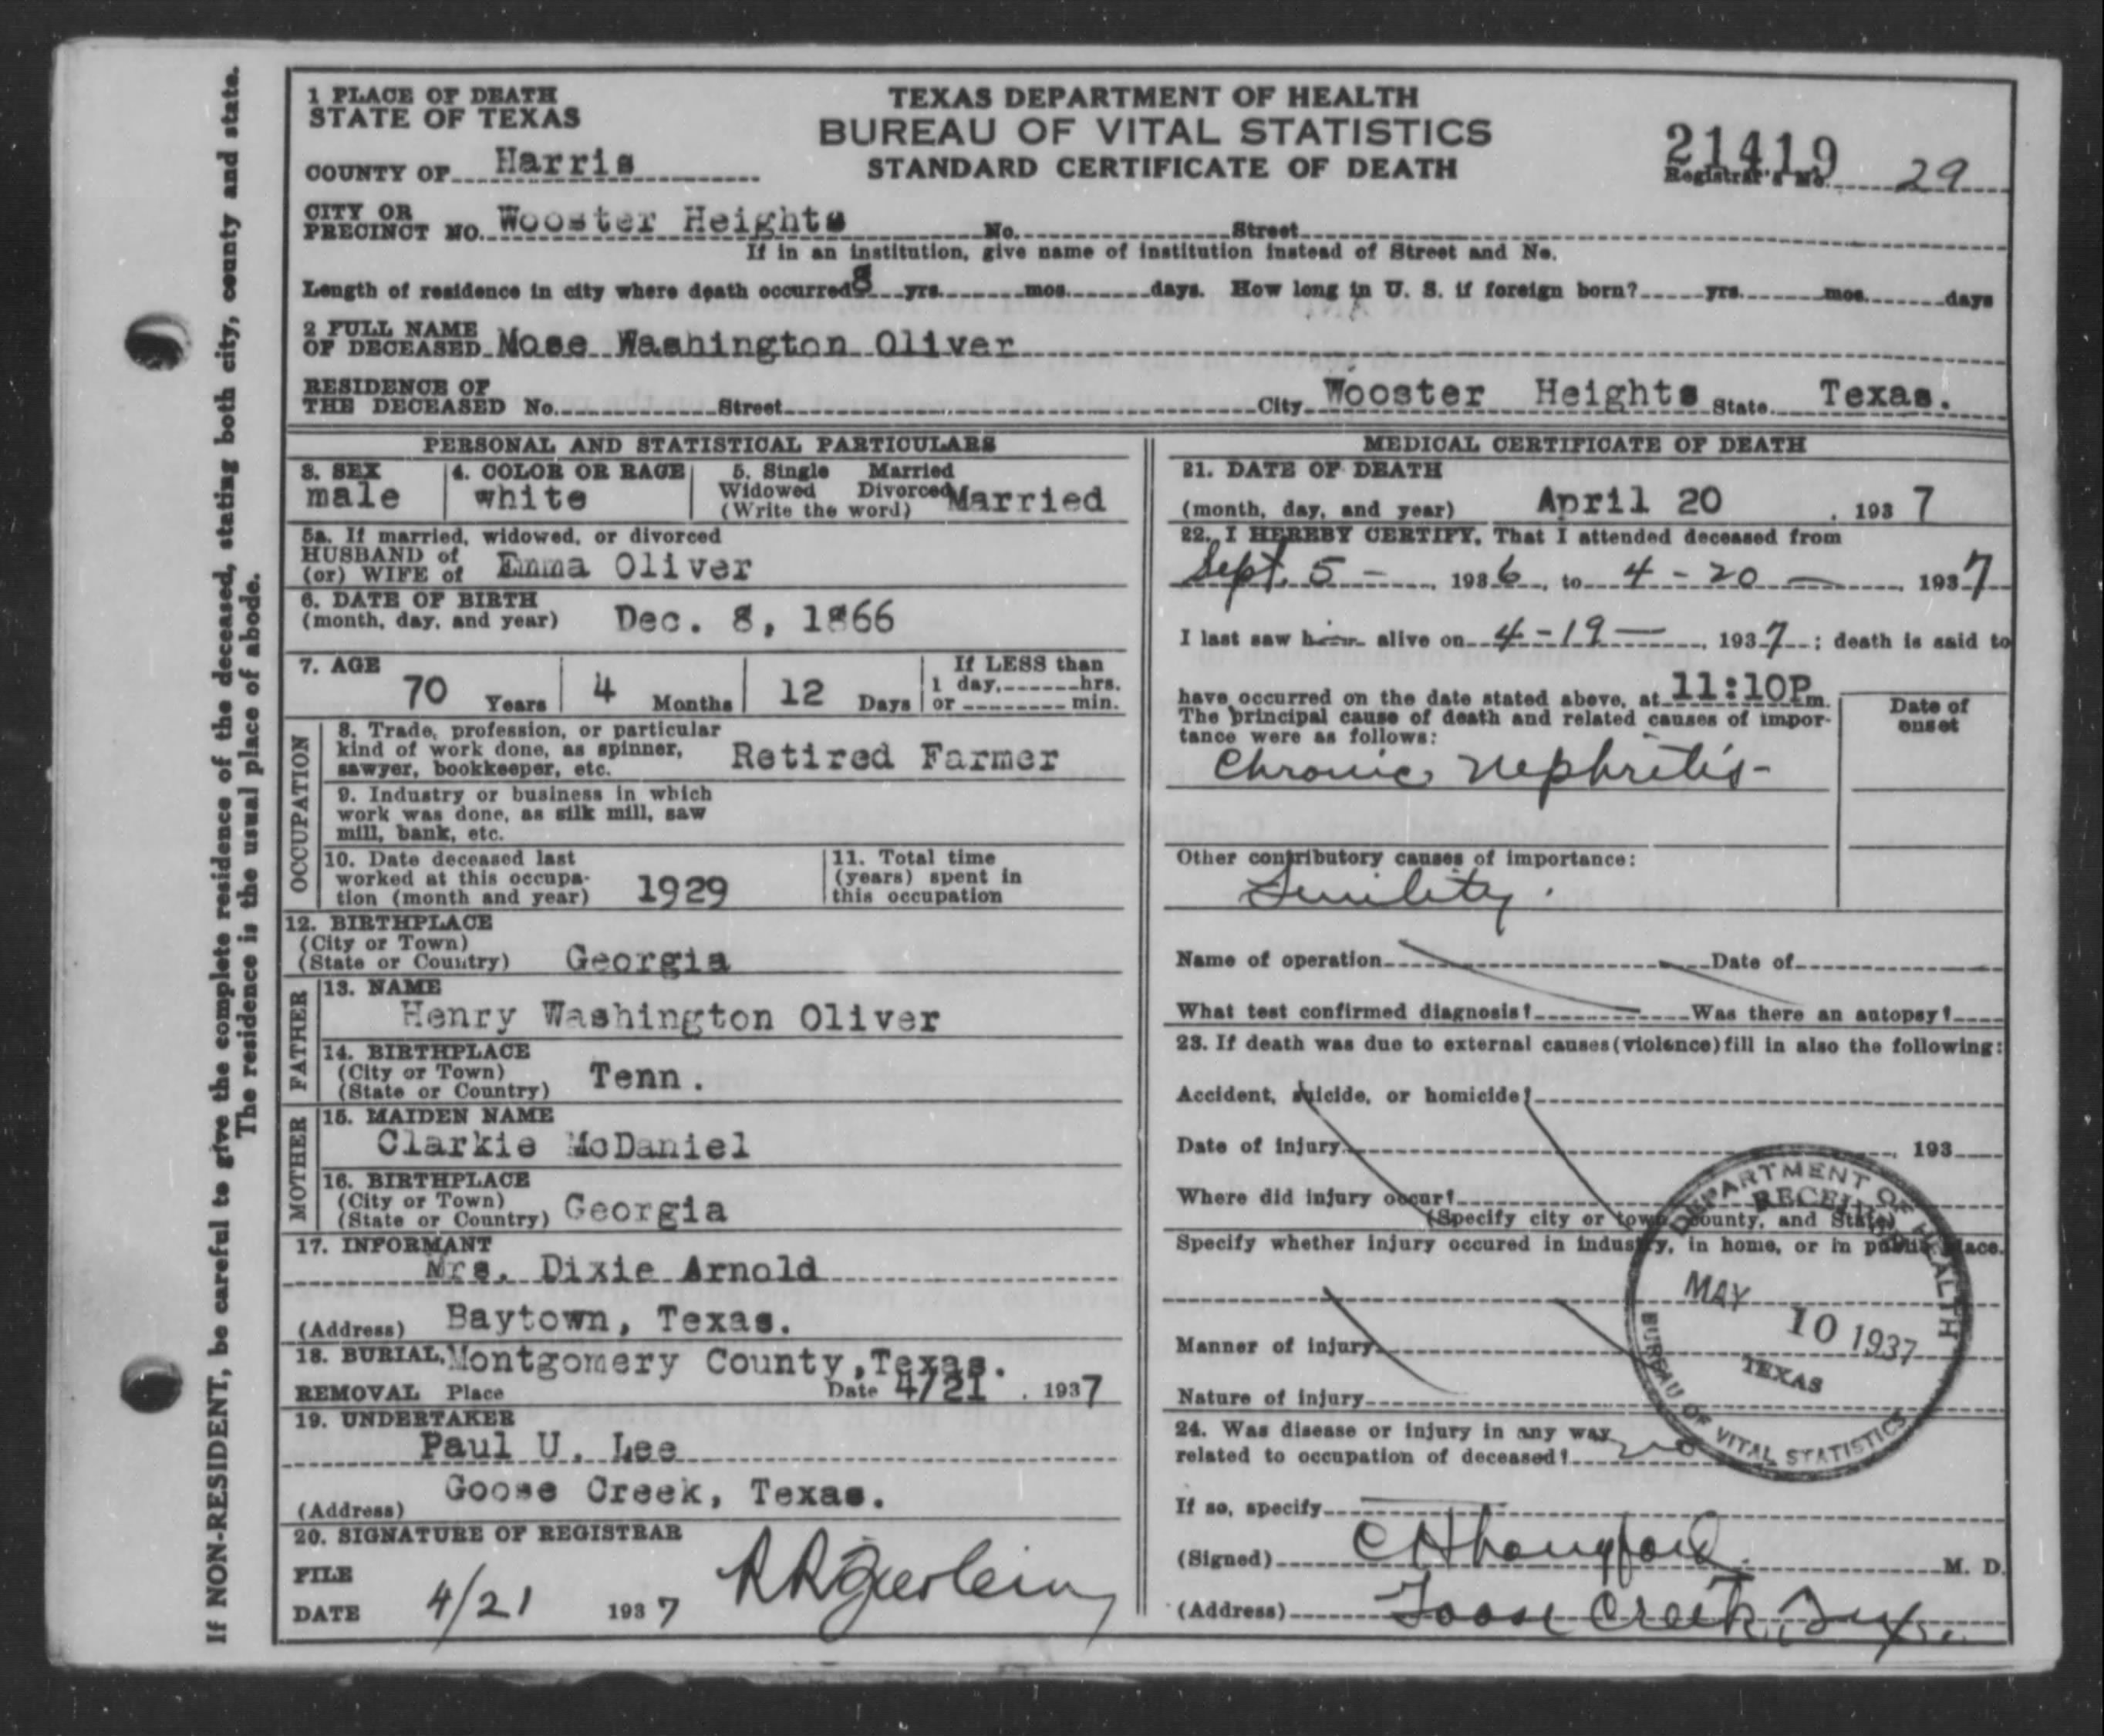 If NON-RESIDENT, be careful to give the complete residence of the deceased, stating both city, county and state.
The residence is the usual place of abode.
1 PLACE OF DEATH
STATE OF TEXAS
COUNTY OF Harris
TEXAS DEPARTMENT OF HEALTH
BUREAU OF VITAL STATISTICS
STANDARD CERTIFICATE OF DEATH
21419
Registrar's No. 29
CITY OR
PRECINCT NO. Wooster Heights No. Street
If in an institution, give name of institution instead of Street and No.
Length of residence in city where death occurred 8 yrs. mos. days. How long in U. S. if foreign born? yrs. mos. days
2 FULL NAME
OF DECEASED Mose Washington Oliver
RESIDENCE OF
THE DECEASED No. Street City Wooster Heights State Texas.
PERSONAL AND STATISTICAL PARTICULARS
3. SEX
male
4. COLOR OR RACE
white
5. Single Married
Widowed Divorced
(Write the word) Married
5a. If married, widowed, or divorced
HUSBAND of
(or) WIFE of Emma Oliver
6. DATE OF BIRTH
(month, day, and year) Dec. 8, 1866
7. AGE
70 Years 4 Months 12 Days
If LESS than
1 day, hrs.
or min.
OCCUPATION
8. Trade, profession, or particular
kind of work done, as spinner,
sawyer, bookkeeper, etc. Retired Farmer
9. Industry or business in which
work was done, as silk mill, saw
mill, bank, etc.
10. Date deceased last
worked at this occupa-
tion (month and year) 1929
11. Total time
(years) spent in
this occupation
12. BIRTHPLACE
(City or Town)
(State or Country) Georgia
FATHER
13. NAME
Henry Washington Oliver
14. BIRTHPLACE
(City or Town)
(State or Country) Tenn.
MOTHER
15. MAIDEN NAME
Clarkie McDaniel
16. BIRTHPLACE
(City or Town)
(State or Country) Georgia
17. INFORMANT
Mrs. Dixie Arnold
(Address) Baytown, Texas.
18. BURIAL, Montgomery County, Texas.
REMOVAL Place Date 4/21 , 1937
19. UNDERTAKER
Paul U. Lee
(Address) Goose Creek, Texas.
20. SIGNATURE OF REGISTRAR
FILE
DATE 4/21 1937
MEDICAL CERTIFICATE OF DEATH
21. DATE OF DEATH
(month, day, and year) April 20 , 1937
22. I HEREBY CERTIFY, That I attended deceased from
Sept. 5 - , 1936, to 4 - 20 - , 1937
I last saw him alive on 4-19 - , 1937; death is said to
have occurred on the date stated above, at 11:10P m.
The principal cause of death and related causes of impor-
tance were as follows:
Date of
onset
Chronic Nephritis -
Other contributory causes of importance:
Senility.
Name of operation Date of
What test confirmed diagnosis? Was there an autopsy?
23. If death was due to external causes (violence) fill in also the following:
Accident, suicide, or homicide?
Date of injury , 193
Where did injury occur?
(Specify city or town, county, and State)
Specify whether injury occured in industry, in home, or in public place.
Manner of injury
Nature of injury
DEPARTMENT OF HEALTH
RECEIVED
MAY 10 1937
TEXAS
BUREAU OF VITAL STATISTICS
24. Was disease or injury in any way
related to occupation of deceased? no
If so, specify
(Signed) M. D.
(Address) Goose Creek, Tex.